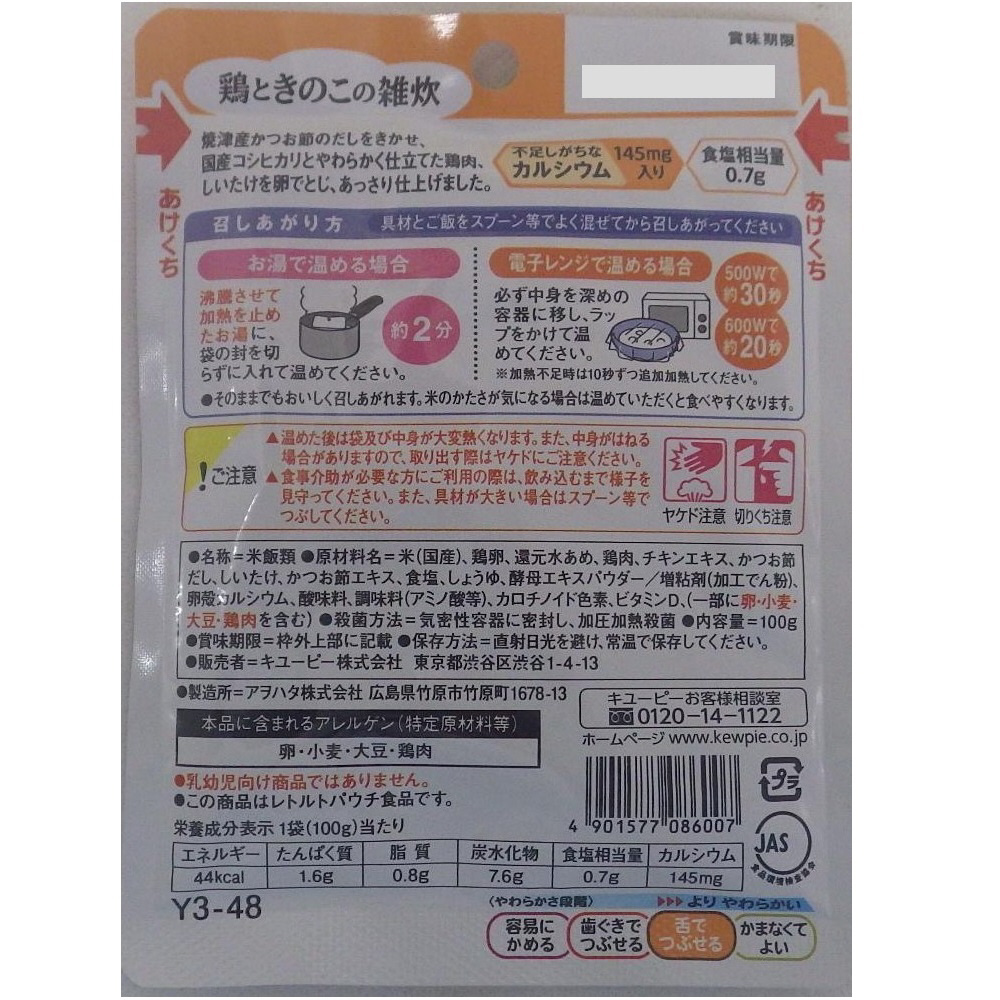 賞味期限
鶏ときのこの雑炊
焼津産かつお節のだしをきかせ、
国産コシヒカリとやわらかく仕立てた鶏肉、
しいたけを卵でとじ、あっさり仕上げました。
不足しがちな
カルシウム
145mg
入り
食塩相当量
0.7g
あけくち
あけくち
召しあがり方 具材とご飯をスプーン等でよく混ぜてから召しあがってください
お湯で温める場合
沸騰させて
加熱を止め
たお湯に、
袋の封を切
らずに入れて温めてください。
約2分
電子レンジで温める場合
必ず中身を深めの
容器に移し、ラッ
プをかけて温
めてください。
500Wで
約30秒
600Wで
約20秒
※加熱不足時は10秒ずつ追加加熱してください。
●そのままでもおいしく召しあがれます。米のかたさが気になる場合は温めていただくと食べやすくなります。
!ご注意
▲温めた後は袋及び中身が大変熱くなります。また、中身がはねる
場合がありますので、取り出す際はヤケドにご注意ください。
▲食事介助が必要な方にご利用の際は、飲み込むまで様子を
見守ってください。また、具材が大きい場合はスプーン等で
つぶしてください。
ヤケド注意 切りくち注意
●名称=米飯類 ●原材料名=米(国産)、鶏卵、還元水あめ、鶏肉、チキンエキス、かつお節
だし、しいたけ、かつお節エキス、食塩、しょうゆ、酵母エキスパウダー/増粘剤(加工でん粉)、
卵殻カルシウム、酸味料、調味料(アミノ酸等)、カロチノイド色素、ビタミンD、(一部に卵・小麦・
大豆・鶏肉を含む) ●殺菌方法=気密性容器に密封し、加圧加熱殺菌 ●内容量=100g
●賞味期限=枠外上部に記載 ●保存方法=直射日光を避け、常温で保存してください。
●販売者=キユーピー株式会社 東京都渋谷区渋谷1-4-13
●製造所=アヲハタ株式会社 広島県竹原市竹原町1678-13
本品に含まれるアレルゲン(特定原材料等)
卵・小麦・大豆・鶏肉
キユーピーお客様相談室
0120-14-1122
ホームページ www.kewpie.co.jp
●乳幼児向け商品ではありません。
●この商品はレトルトパウチ食品です。
栄養成分表示 1袋(100g)当たり
エネルギー たんぱく質 脂質 炭水化物 食塩相当量 カルシウム
44kcal 1.6g 0.8g 7.6g 0.7g 145mg
4 901577 086007
プラ
JAS
Y3-48
〈やわらかさ段階〉
よりやわらかい
容易に
かめる
歯ぐきで
つぶせる
舌で
つぶせる
かまなくて
よい